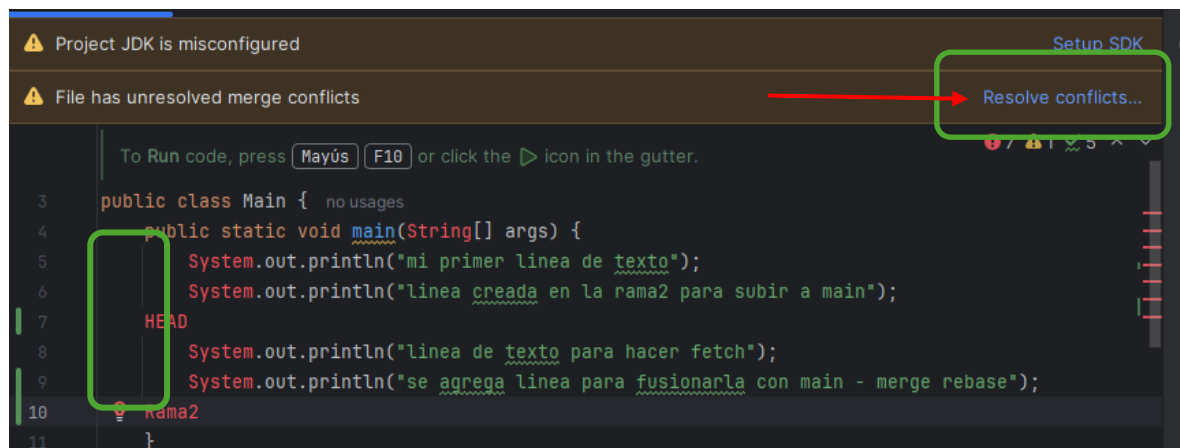 Project JDK is misconfigured Setup SDK
File has unresolved merge conflicts Resolve conflicts...
To Run code, press Mayús F10 or click the icon in the gutter.
7 1 5
3 public class Main { no usages
4 public static void main(String[] args) {
5 System.out.println("mi primer linea de texto");
6 System.out.println("linea creada en la rama2 para subir a main");
7 HEAD
8 System.out.println("linea de texto para hacer fetch");
9 System.out.println("se agrega linea para fusionarla con main - merge rebase");
10 Rama2
11 }